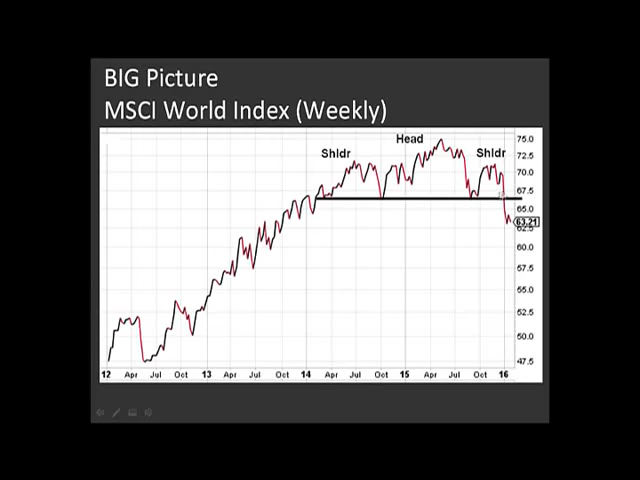 BIG Picture
MSCI World Index (Weekly)
Head
Shldr
Shldr
75.0
72.5
70.0
67.5
65.0
63.21
62.5
60.0
57.5
55.0
52.5
50.0
47.5
12 Apr Jul Oct 13 Apr Jul Oct 14 Apr Jul Oct 15 Apr Jul Oct 16